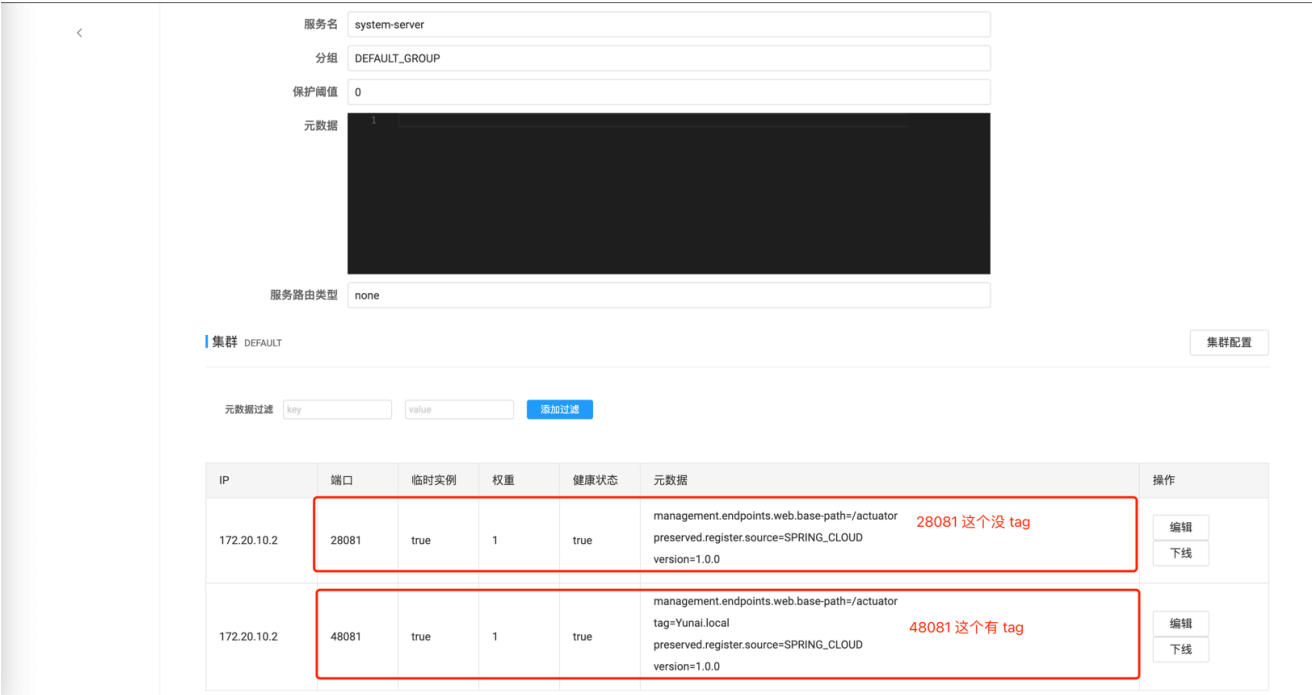 服务名 system-server
分组 DEFAULT_GROUP
保护阈值 0
元数据 1
服务路由类型 none
集群 DEFAULT 集群配置
元数据过滤 key value 添加过滤
IP 端口 临时实例 权重 健康状态 元数据 操作
172.20.10.2 28081 true 1 true
management.endpoints.web.base-path=/actuator
preserved.register.source=SPRING_CLOUD
version=1.0.0
28081 这个没 tag
编辑
下线
172.20.10.2 48081 true 1 true
management.endpoints.web.base-path=/actuator
tag=Yunai.local
preserved.register.source=SPRING_CLOUD
version=1.0.0
48081 这个有 tag
编辑
下线